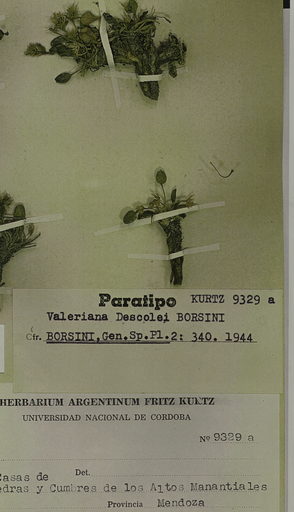 Paratipo KURTZ 9329 a
Valeriana Descolei BORSINI
Cfr. BORSINI, Gen. Sp. Pl. 2: 340. 1944
HERBARIUM ARGENTINUM FRITZ KURTZ
UNIVERSIDAD NACIONAL DE CORDOBA
Nº 9329 a
Casas de Det.
edras y Cumbres de los Altos Manantiales
Provincia Mendoza